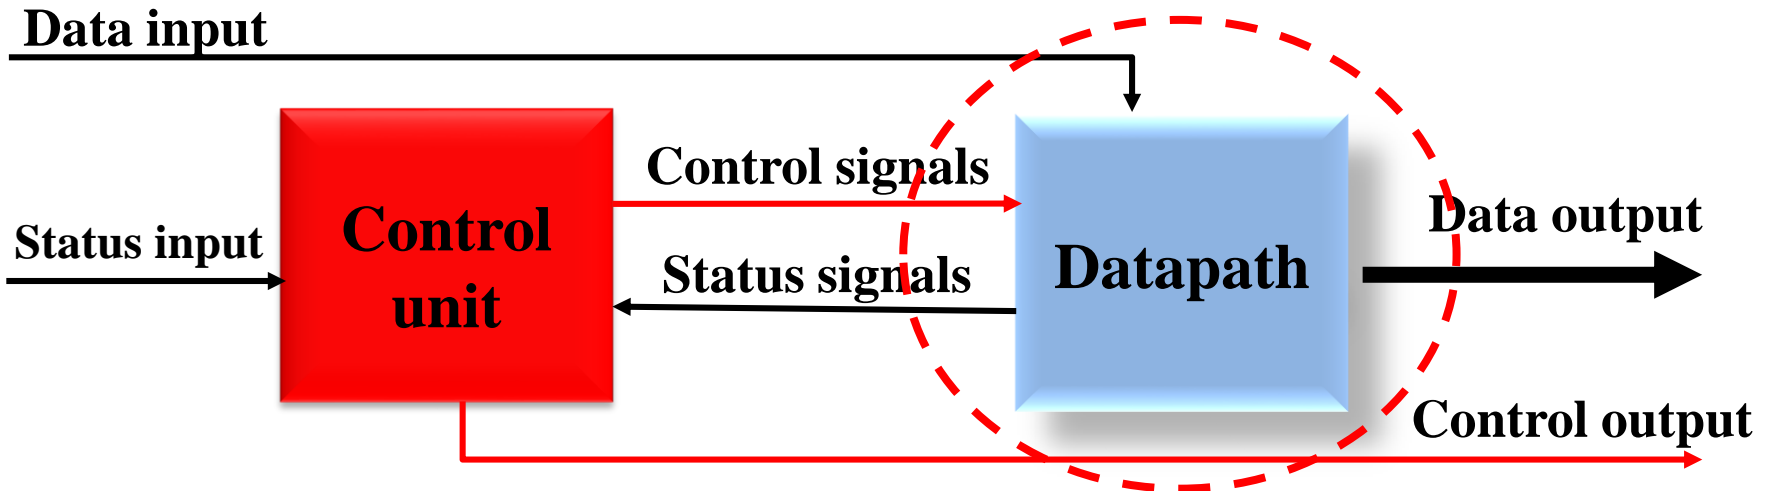 Data input
Control signals
Status input
Control
unit
Status signals
Datapath
Data output
Control output